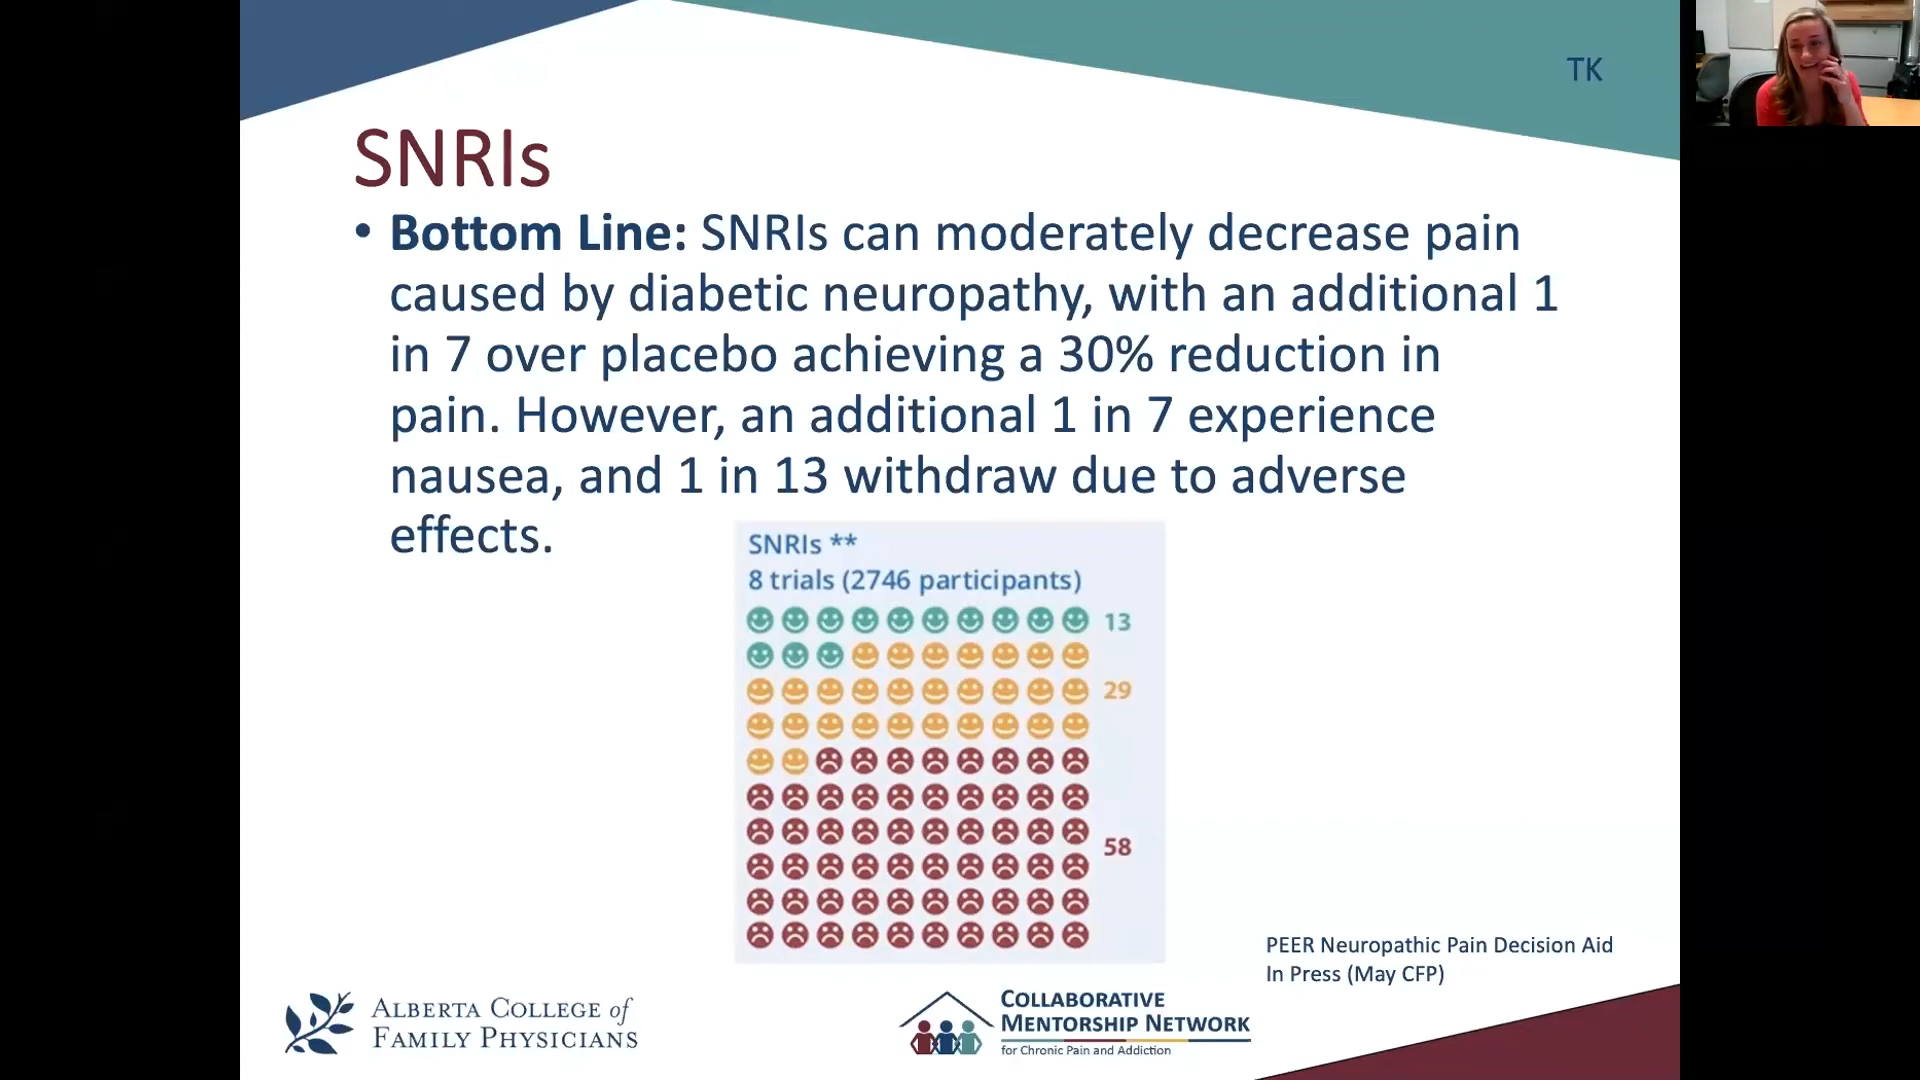 TK
SNRIs
• Bottom Line: SNRIs can moderately decrease pain
caused by diabetic neuropathy, with an additional 1
in 7 over placebo achieving a 30% reduction in
pain. However, an additional 1 in 7 experience
nausea, and 1 in 13 withdraw due to adverse
effects.
SNRIs **
8 trials (2746 participants)
13
29
58
PEER Neuropathic Pain Decision Aid
In Press (May CFP)
ALBERTA COLLEGE of
FAMILY PHYSICIANS
COLLABORATIVE
MENTORSHIP NETWORK
for Chronic Pain and Addiction